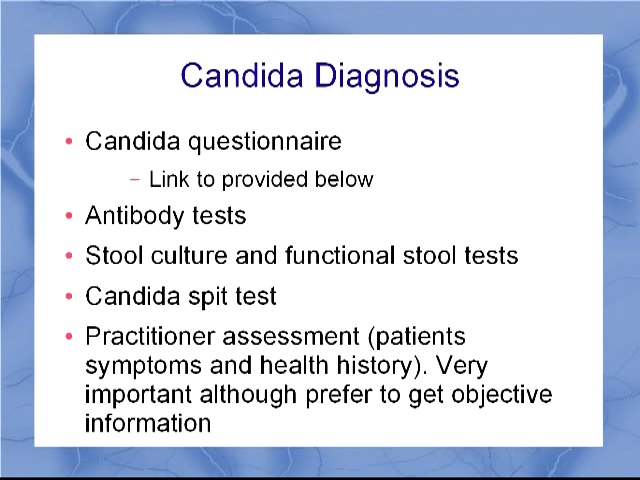 Candida Diagnosis
• Candida questionnaire
– Link to provided below
• Antibody tests
• Stool culture and functional stool tests
• Candida spit test
• Practitioner assessment (patients
symptoms and health history). Very
important although prefer to get objective
information